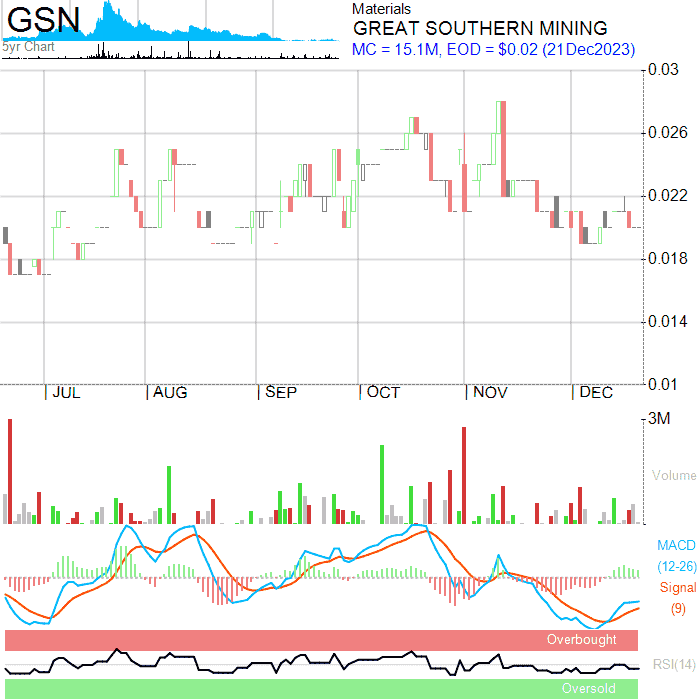 GSN
5yr Chart
Materials
GREAT SOUTHERN MINING
MC = 15.1M, EOD = $0.02 (21Dec2023)
0.03
0.026
0.022
0.018
0.014
0.01
JUL AUG SEP OCT NOV DEC
3M
Volume
MACD
(12-26)
Signal
(9)
Overbought
RSI(14)
Oversold